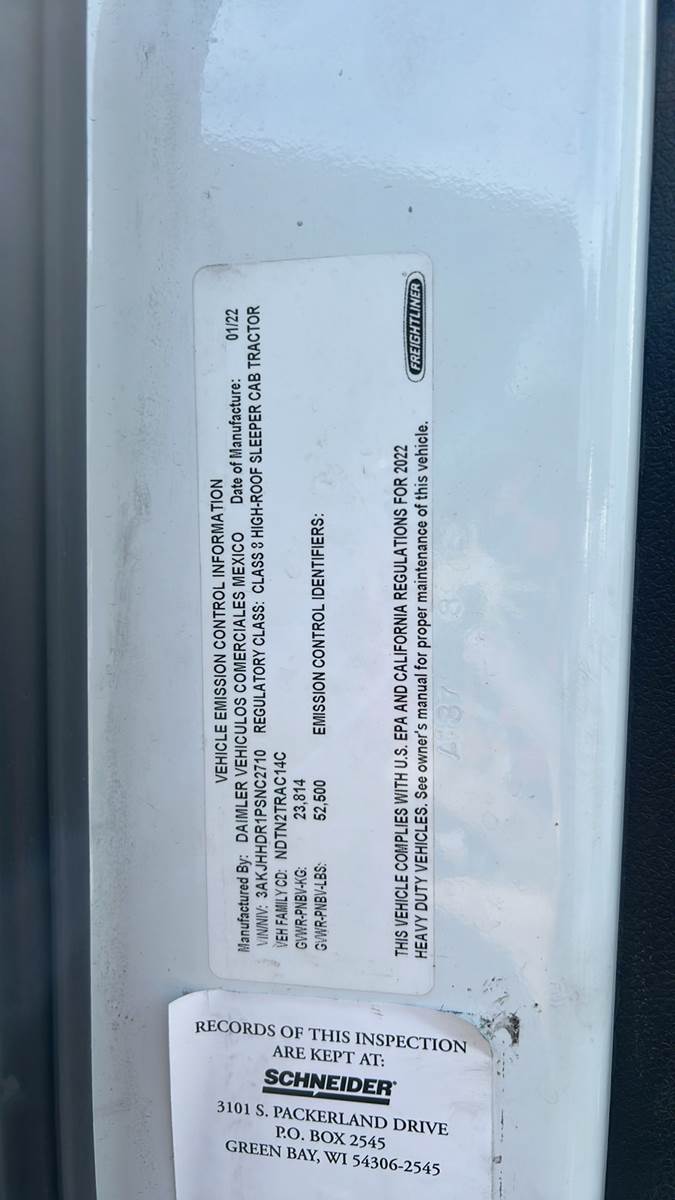 VEHICLE EMISSION CONTROL INFORMATION
Manufactured By: DAIMLER VEHICULOS COMERCIALES MEXICO Date of Manufacture: 01/22
VIN/NIV: 3AKJHHDR1PSNC2710 REGULATORY CLASS: CLASS 8 HIGH-ROOF SLEEPER CAB TRACTOR
VEH FAMILY CD: NDTN2TRAC14C
GVWR-PNBV-KG: 23,814
GVWR-PNBV-LBS: 52,500 EMISSION CONTROL IDENTIFIERS:
THIS VEHICLE COMPLIES WITH U.S. EPA AND CALIFORNIA REGULATIONS FOR 2022
HEAVY DUTY VEHICLES. See owner's manual for proper maintenance of this vehicle.
FREIGHTLINER
RECORDS OF THIS INSPECTION
ARE KEPT AT:
SCHNEIDER
3101 S. PACKERLAND DRIVE
P.O. BOX 2545
GREEN BAY, WI 54306-2545